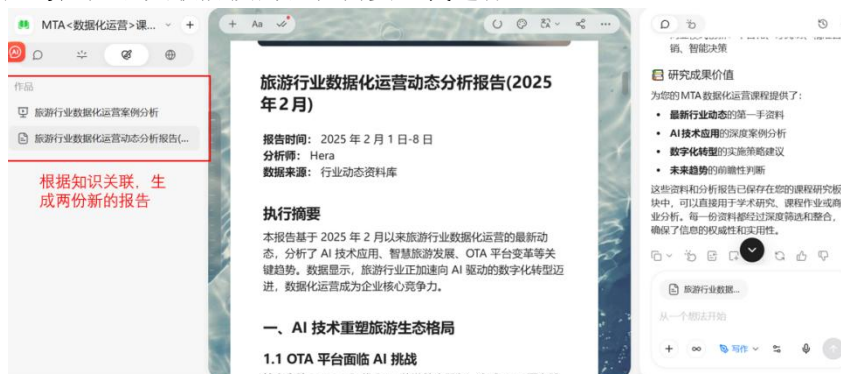 MTA<数据化运营>课...
作品
旅游行业数据化运营案例分析
旅游行业数据化运营动态分析报告(...
根据知识关联，生
成两份新的报告
Aa
旅游行业数据化运营动态分析报告(2025
年2月)
报告时间： 2025 年 2 月 1 日-8 日
分析师： Hera
数据来源： 行业动态资料库
执行摘要
本报告基于 2025 年 2 月以来旅游行业数据化运营的最新动
态，分析了 AI 技术应用、智慧旅游发展、OTA 平台变革等关
键趋势。数据显示，旅游行业正加速向 AI 驱动的数字化转型迈
进，数据化运营成为企业核心竞争力。
一、AI 技术重塑旅游生态格局
1.1 OTA 平台面临 AI 挑战
销、智能决策
研究成果价值
为您的MTA数据化运营课程提供了：
• 最新行业动态的第一手资料
• AI技术应用的深度案例分析
• 数字化转型的实施策略建议
• 未来趋势的前瞻性判断
这些资料和分析报告已保存在您的课程研究板
块中，可以直接用于学术研究、课程作业或商
业分析。每一份资料都经过深度筛选和整合，
确保了信息的权威性和实用性。
旅游行业数据...
从一个想法开始
写作